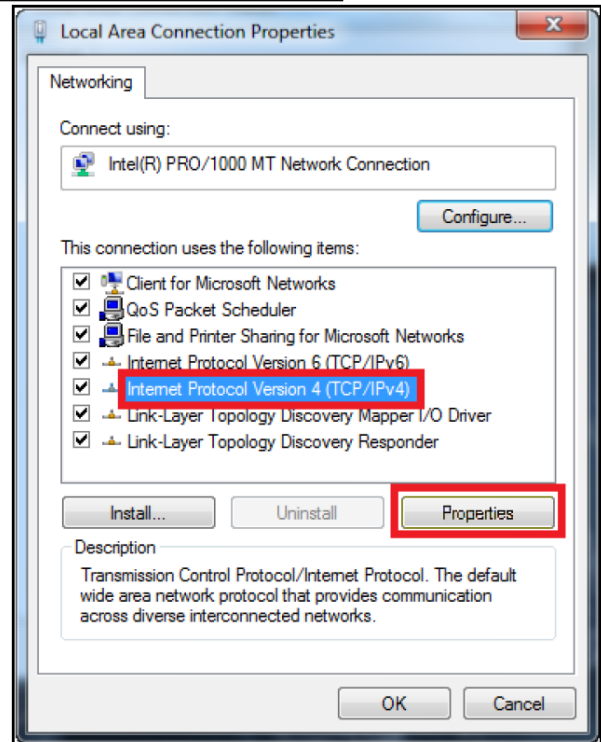 Local Area Connection Properties
Networking
Connect using:
Intel(R) PRO/1000 MT Network Connection
Configure...
This connection uses the following items:
Client for Microsoft Networks
QoS Packet Scheduler
File and Printer Sharing for Microsoft Networks
Internet Protocol Version 6 (TCP/IPv6)
Internet Protocol Version 4 (TCP/IPv4)
Link-Layer Topology Discovery Mapper I/O Driver
Link-Layer Topology Discovery Responder
Install... Uninstall Properties
Description
Transmission Control Protocol/Internet Protocol. The default
wide area network protocol that provides communication
across diverse interconnected networks.
OK Cancel